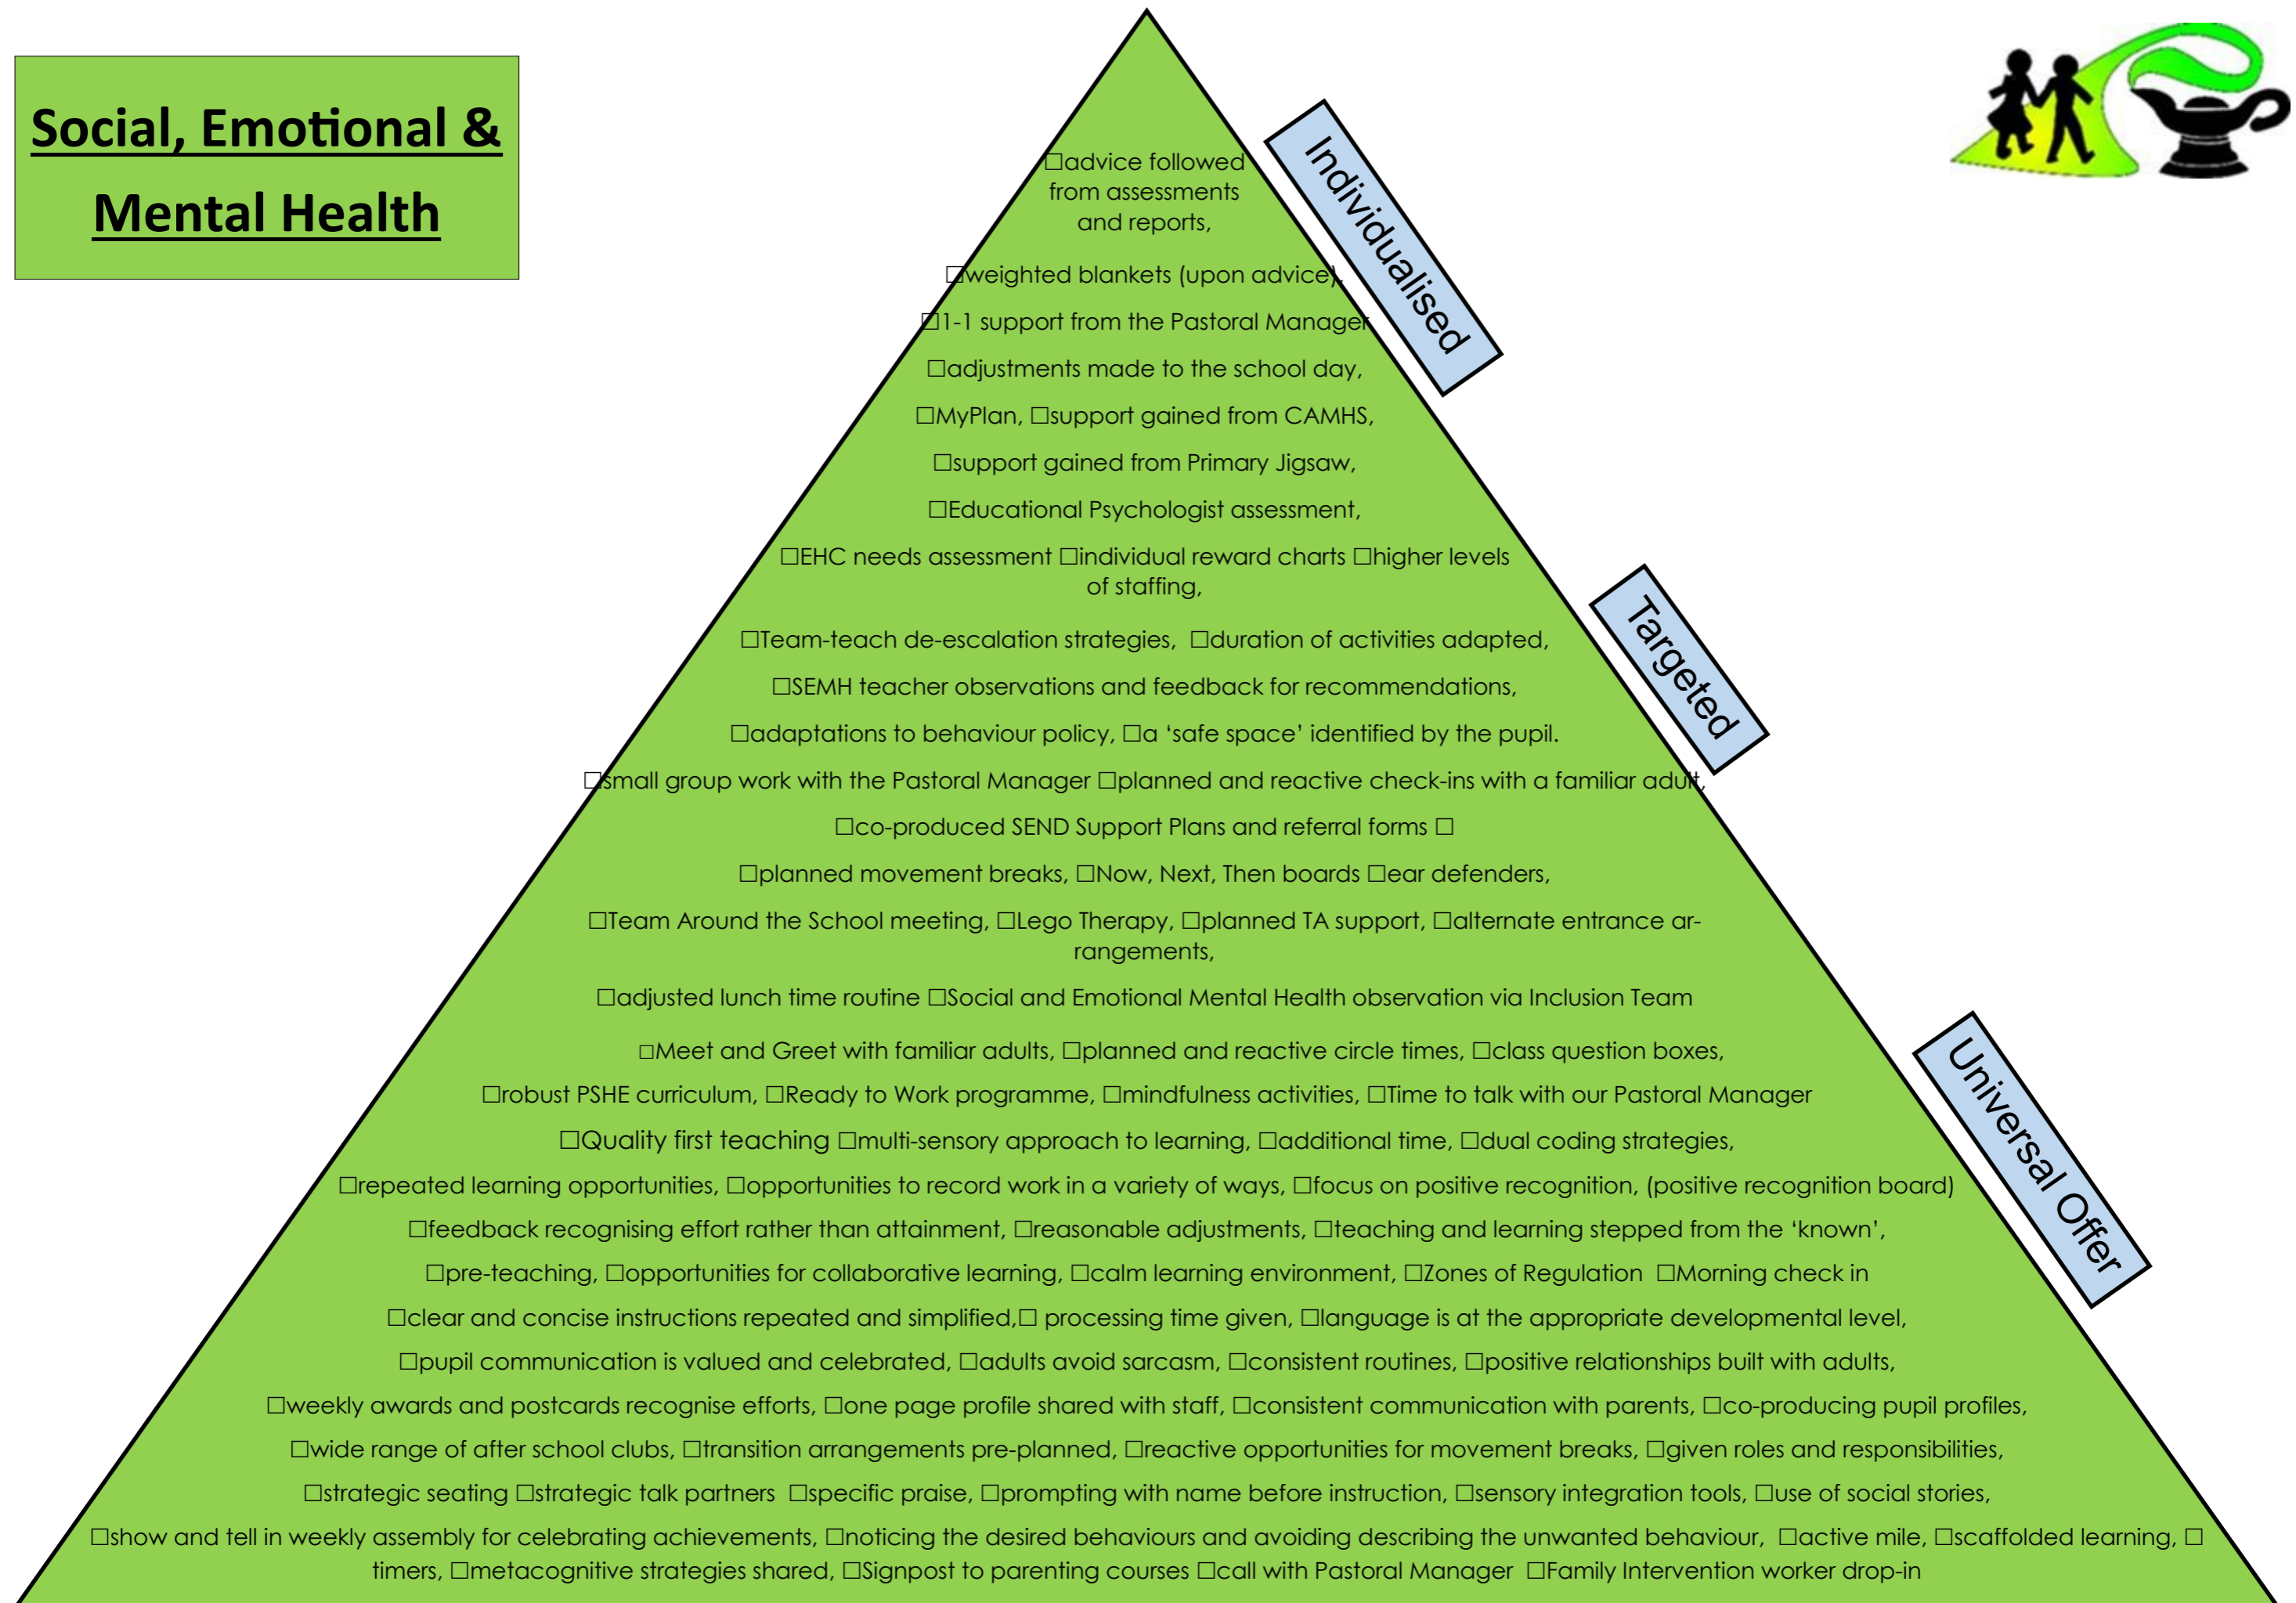 Social, Emotional &
Mental Health
Individualised
☐advice followed
from assessments
and reports,
☐weighted blankets (upon advice),
☐1-1 support from the Pastoral Manager
☐adjustments made to the school day,
☐MyPlan, ☐support gained from CAMHS,
☐support gained from Primary Jigsaw,
☐Educational Psychologist assessment,
☐EHC needs assessment ☐individual reward charts ☐higher levels
of staffing,
Targeted
☐Team-teach de-escalation strategies, ☐duration of activities adapted,
☐SEMH teacher observations and feedback for recommendations,
☐adaptations to behaviour policy, ☐a ‘safe space’ identified by the pupil.
☐small group work with the Pastoral Manager ☐planned and reactive check-ins with a familiar adult,
☐co-produced SEND Support Plans and referral forms ☐
☐planned movement breaks, ☐Now, Next, Then boards ☐ear defenders,
☐Team Around the School meeting, ☐Lego Therapy, ☐planned TA support, ☐alternate entrance ar-
rangements,
☐adjusted lunch time routine ☐Social and Emotional Mental Health observation via Inclusion Team
Universal Offer
☐Meet and Greet with familiar adults, ☐planned and reactive circle times, ☐class question boxes,
☐robust PSHE curriculum, ☐Ready to Work programme, ☐mindfulness activities, ☐Time to talk with our Pastoral Manager
☐Quality first teaching ☐multi-sensory approach to learning, ☐additional time, ☐dual coding strategies,
☐repeated learning opportunities, ☐opportunities to record work in a variety of ways, ☐focus on positive recognition, (positive recognition board)
☐feedback recognising effort rather than attainment, ☐reasonable adjustments, ☐teaching and learning stepped from the ‘known’,
☐pre-teaching, ☐opportunities for collaborative learning, ☐calm learning environment, ☐Zones of Regulation ☐Morning check in
☐clear and concise instructions repeated and simplified,☐ processing time given, ☐language is at the appropriate developmental level,
☐pupil communication is valued and celebrated, ☐adults avoid sarcasm, ☐consistent routines, ☐positive relationships built with adults,
☐weekly awards and postcards recognise efforts, ☐one page profile shared with staff, ☐consistent communication with parents, ☐co-producing pupil profiles,
☐wide range of after school clubs, ☐transition arrangements pre-planned, ☐reactive opportunities for movement breaks, ☐given roles and responsibilities,
☐strategic seating ☐strategic talk partners ☐specific praise, ☐prompting with name before instruction, ☐sensory integration tools, ☐use of social stories,
☐show and tell in weekly assembly for celebrating achievements, ☐noticing the desired behaviours and avoiding describing the unwanted behaviour, ☐active mile, ☐scaffolded learning, ☐
timers, ☐metacognitive strategies shared, ☐Signpost to parenting courses ☐call with Pastoral Manager ☐Family Intervention worker drop-in